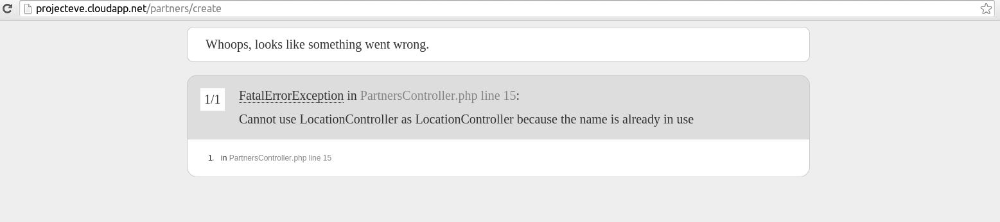 projecteve.cloudapp.net/partners/create
Whoops, looks like something went wrong.
1/1
FatalErrorException in PartnersController.php line 15:
Cannot use LocationController as LocationController because the name is already in use
1. in PartnersController.php line 15